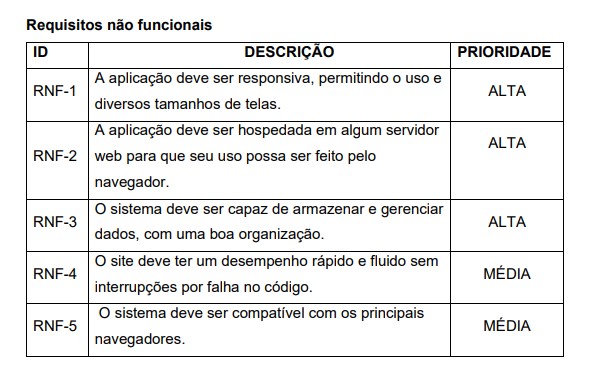 Requisitos não funcionais
ID DESCRIÇÃO PRIORIDADE
RNF-1 A aplicação deve ser responsiva, permitindo o uso e ALTA
diversos tamanhos de telas.
RNF-2 A aplicação deve ser hospedada em algum servidor ALTA
web para que seu uso possa ser feito pelo
navegador.
RNF-3 O sistema deve ser capaz de armazenar e gerenciar ALTA
dados, com uma boa organização.
RNF-4 O site deve ter um desempenho rápido e fluido sem MÉDIA
interrupções por falha no código.
RNF-5 O sistema deve ser compatível com os principais MÉDIA
navegadores.